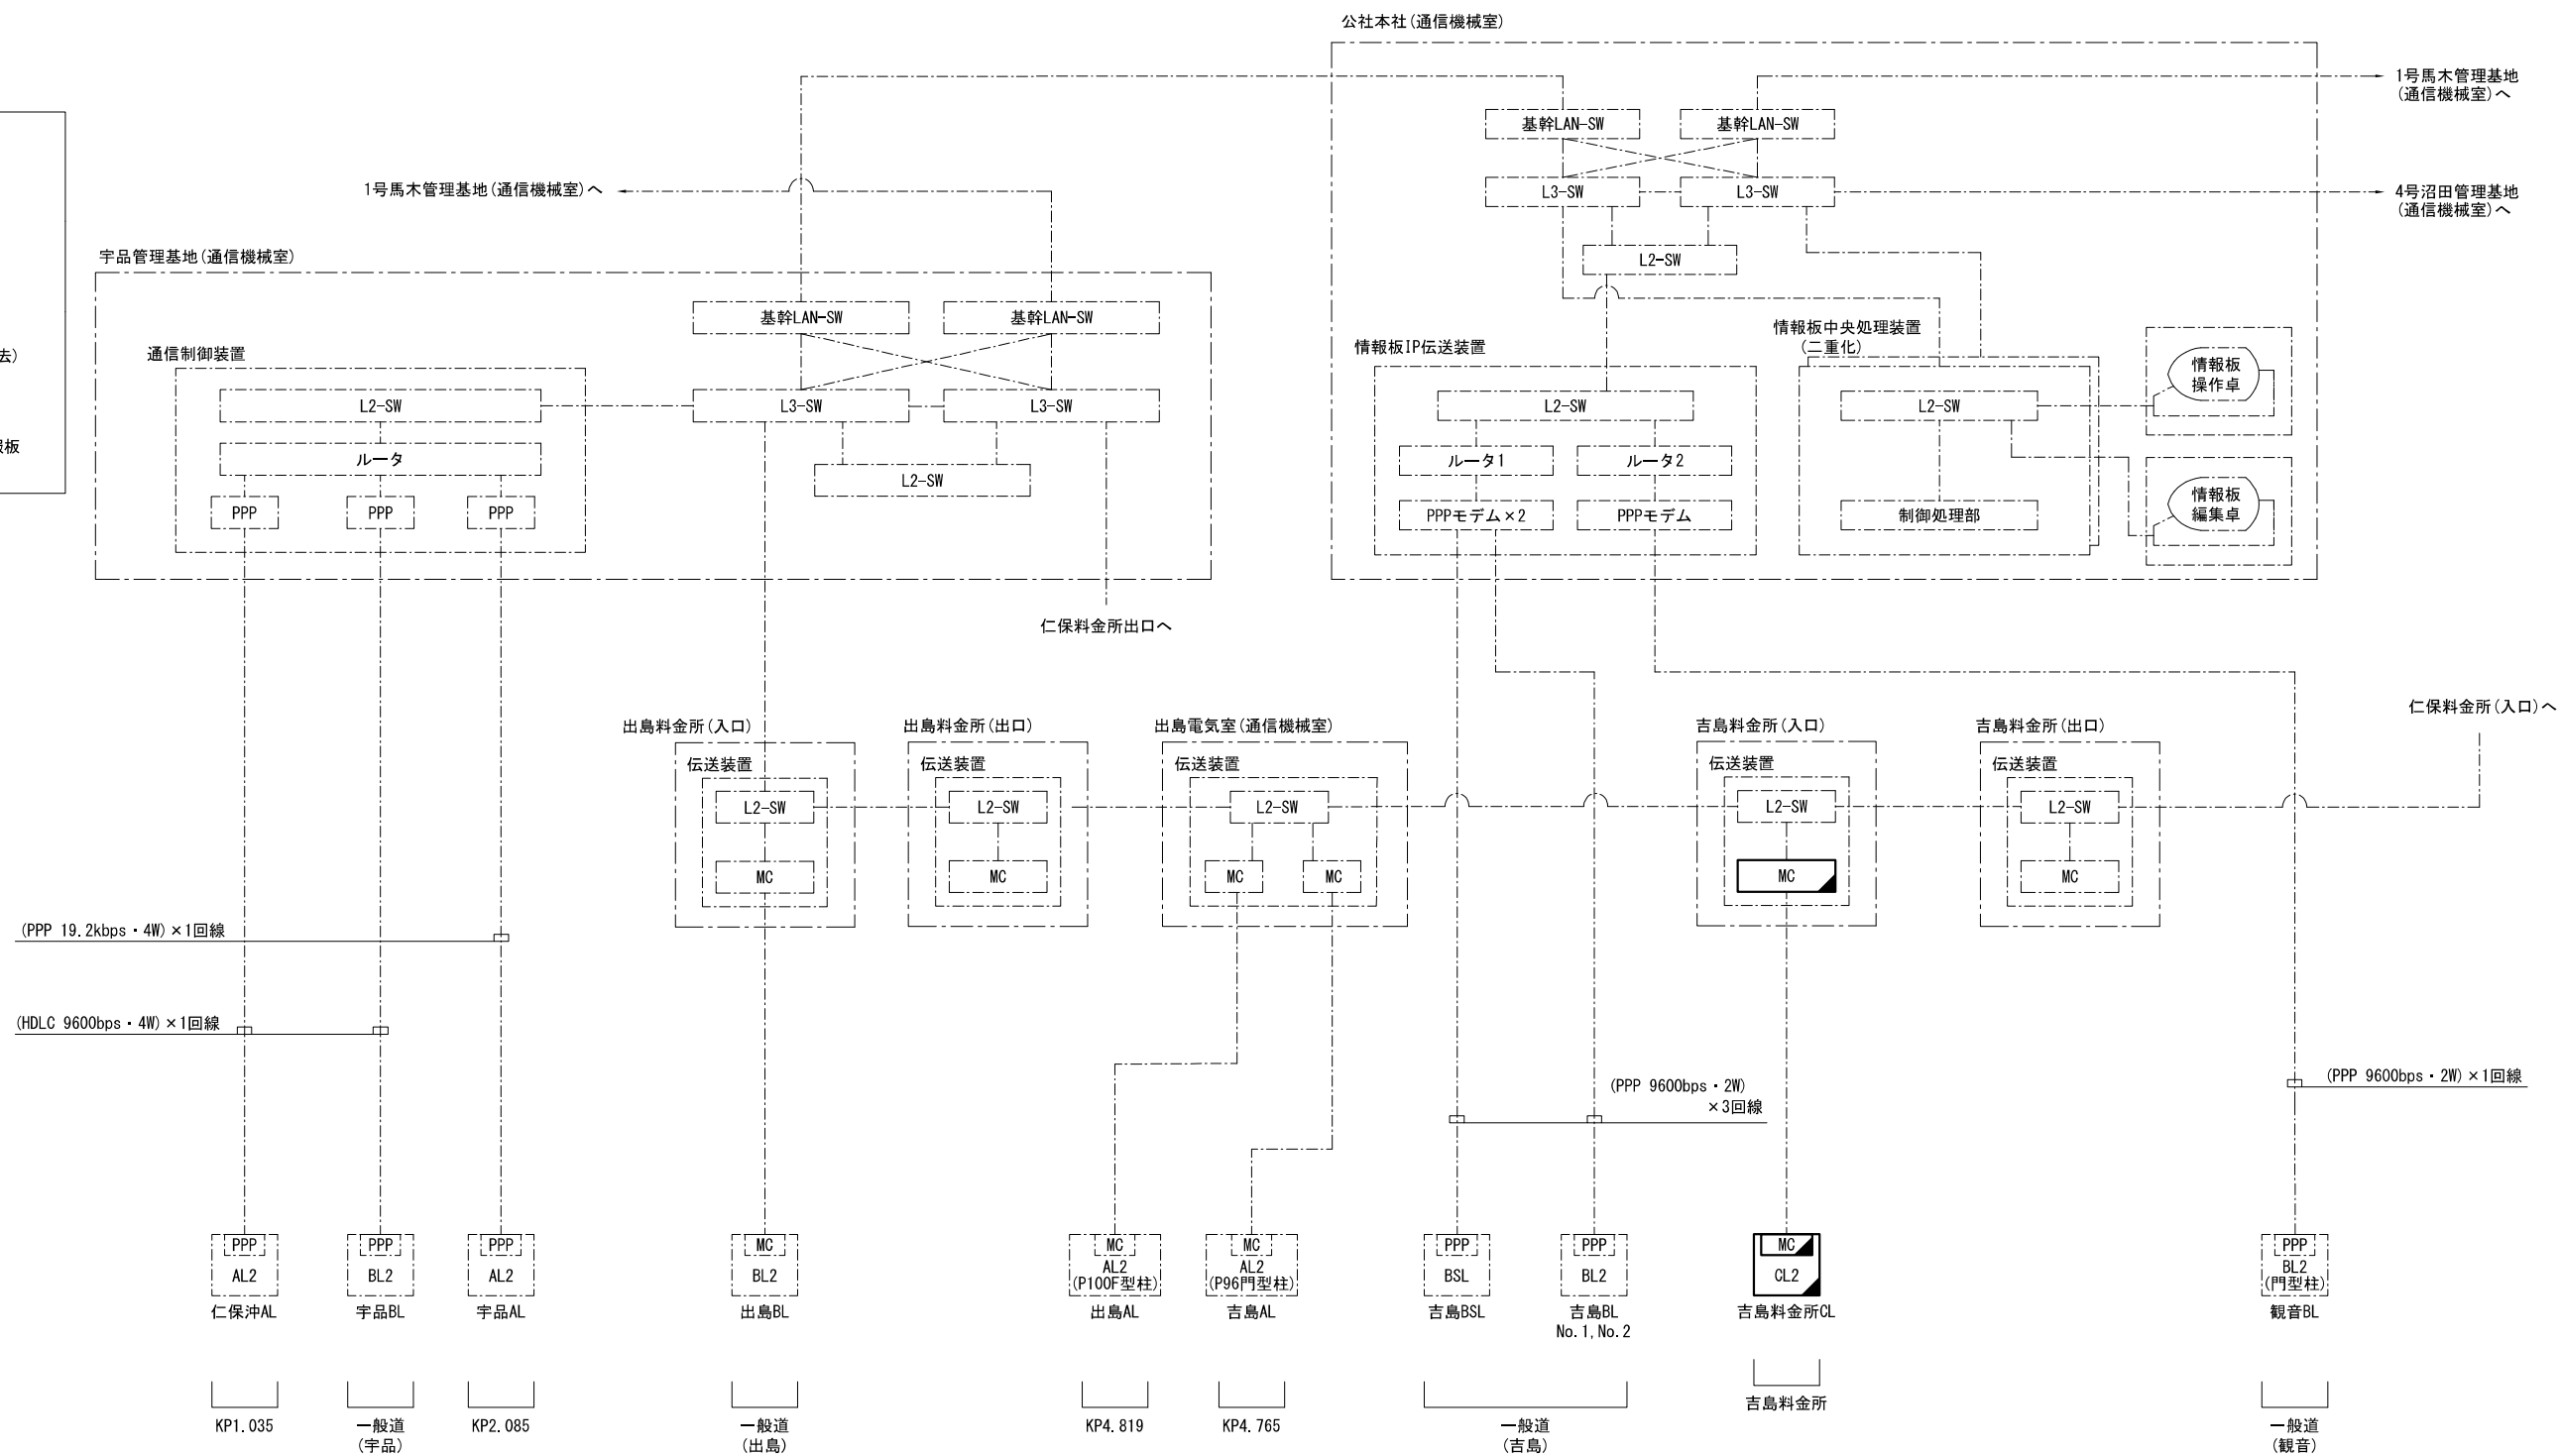 公社本社(通信機械室)
1号馬木管理基地
(通信機械室)へ
基幹LAN-SW
基幹LAN-SW
1号馬木管理基地(通信機械室)へ
L3-SW
L3-SW
4号沼田管理基地
(通信機械室)へ
宇品管理基地(通信機械室)
L2-SW
基幹LAN-SW
基幹LAN-SW
情報板中央処理装置
(二重化)
通信制御装置
情報板IP伝送装置
去)
情報板
操作卓
L2-SW
L3-SW
L3-SW
L2-SW
L2-SW
報板
ルータ
ルータ1
ルータ2
L2-SW
情報板
編集卓
PPP
PPP
PPP
PPPモデム×2
PPPモデム
制御処理部
仁保料金所出口へ
仁保料金所(入口)へ
出島料金所(入口)
出島料金所(出口)
出島電気室(通信機械室)
吉島料金所(入口)
吉島料金所(出口)
伝送装置
伝送装置
伝送装置
伝送装置
伝送装置
L2-SW
L2-SW
L2-SW
L2-SW
L2-SW
MC
MC
MC
MC
MC
MC
(PPP 19.2kbps・4W)×1回線
(HDLC 9600bps・4W)×1回線
(PPP 9600bps・2W)
×3回線
(PPP 9600bps・2W)×1回線
PPP
AL2
仁保沖AL
PPP
BL2
宇品BL
PPP
AL2
宇品AL
MC
BL2
出島BL
MC
AL2
(P100F型柱)
出島AL
MC
AL2
(P96門型柱)
吉島AL
PPP
BSL
吉島BSL
PPP
BL2
吉島BL
No.1,No.2
MC
CL2
吉島料金所CL
PPP
BL2
(門型柱)
観音BL
KP1.035
一般道
(宇品)
KP2.085
一般道
(出島)
KP4.819
KP4.765
一般道
(吉島)
吉島料金所
一般道
(観音)